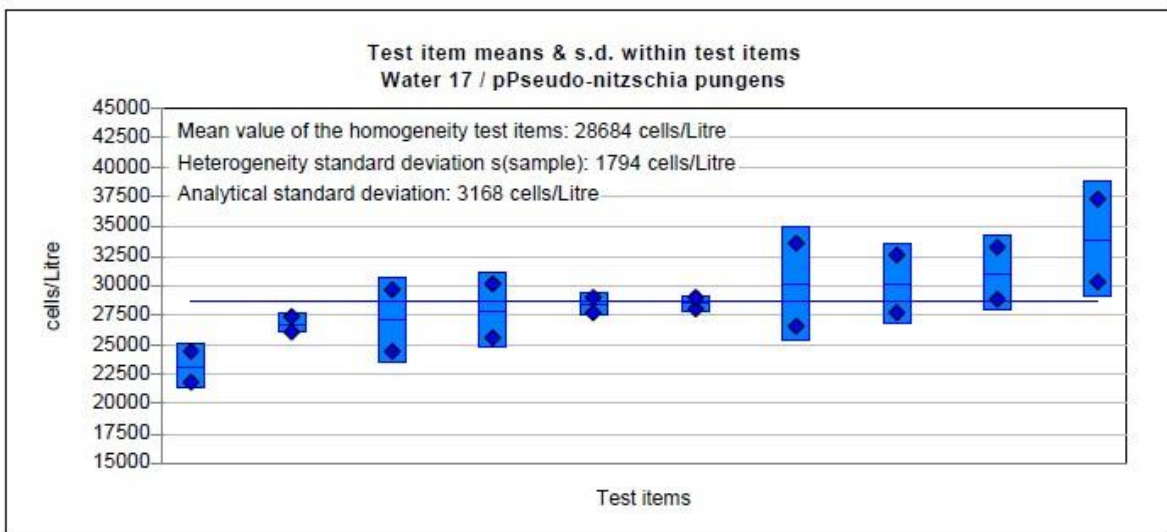 Test item means & s.d. within test items
Water 17 / pPseudo-nitzschia pungens
45000
42500
40000
37500
35000
32500
30000
27500
25000
22500
20000
17500
15000
cells/Litre
Mean value of the homogeneity test items: 28684 cells/Litre
Heterogeneity standard deviation s(sample): 1794 cells/Litre
Analytical standard deviation: 3168 cells/Litre
Test items